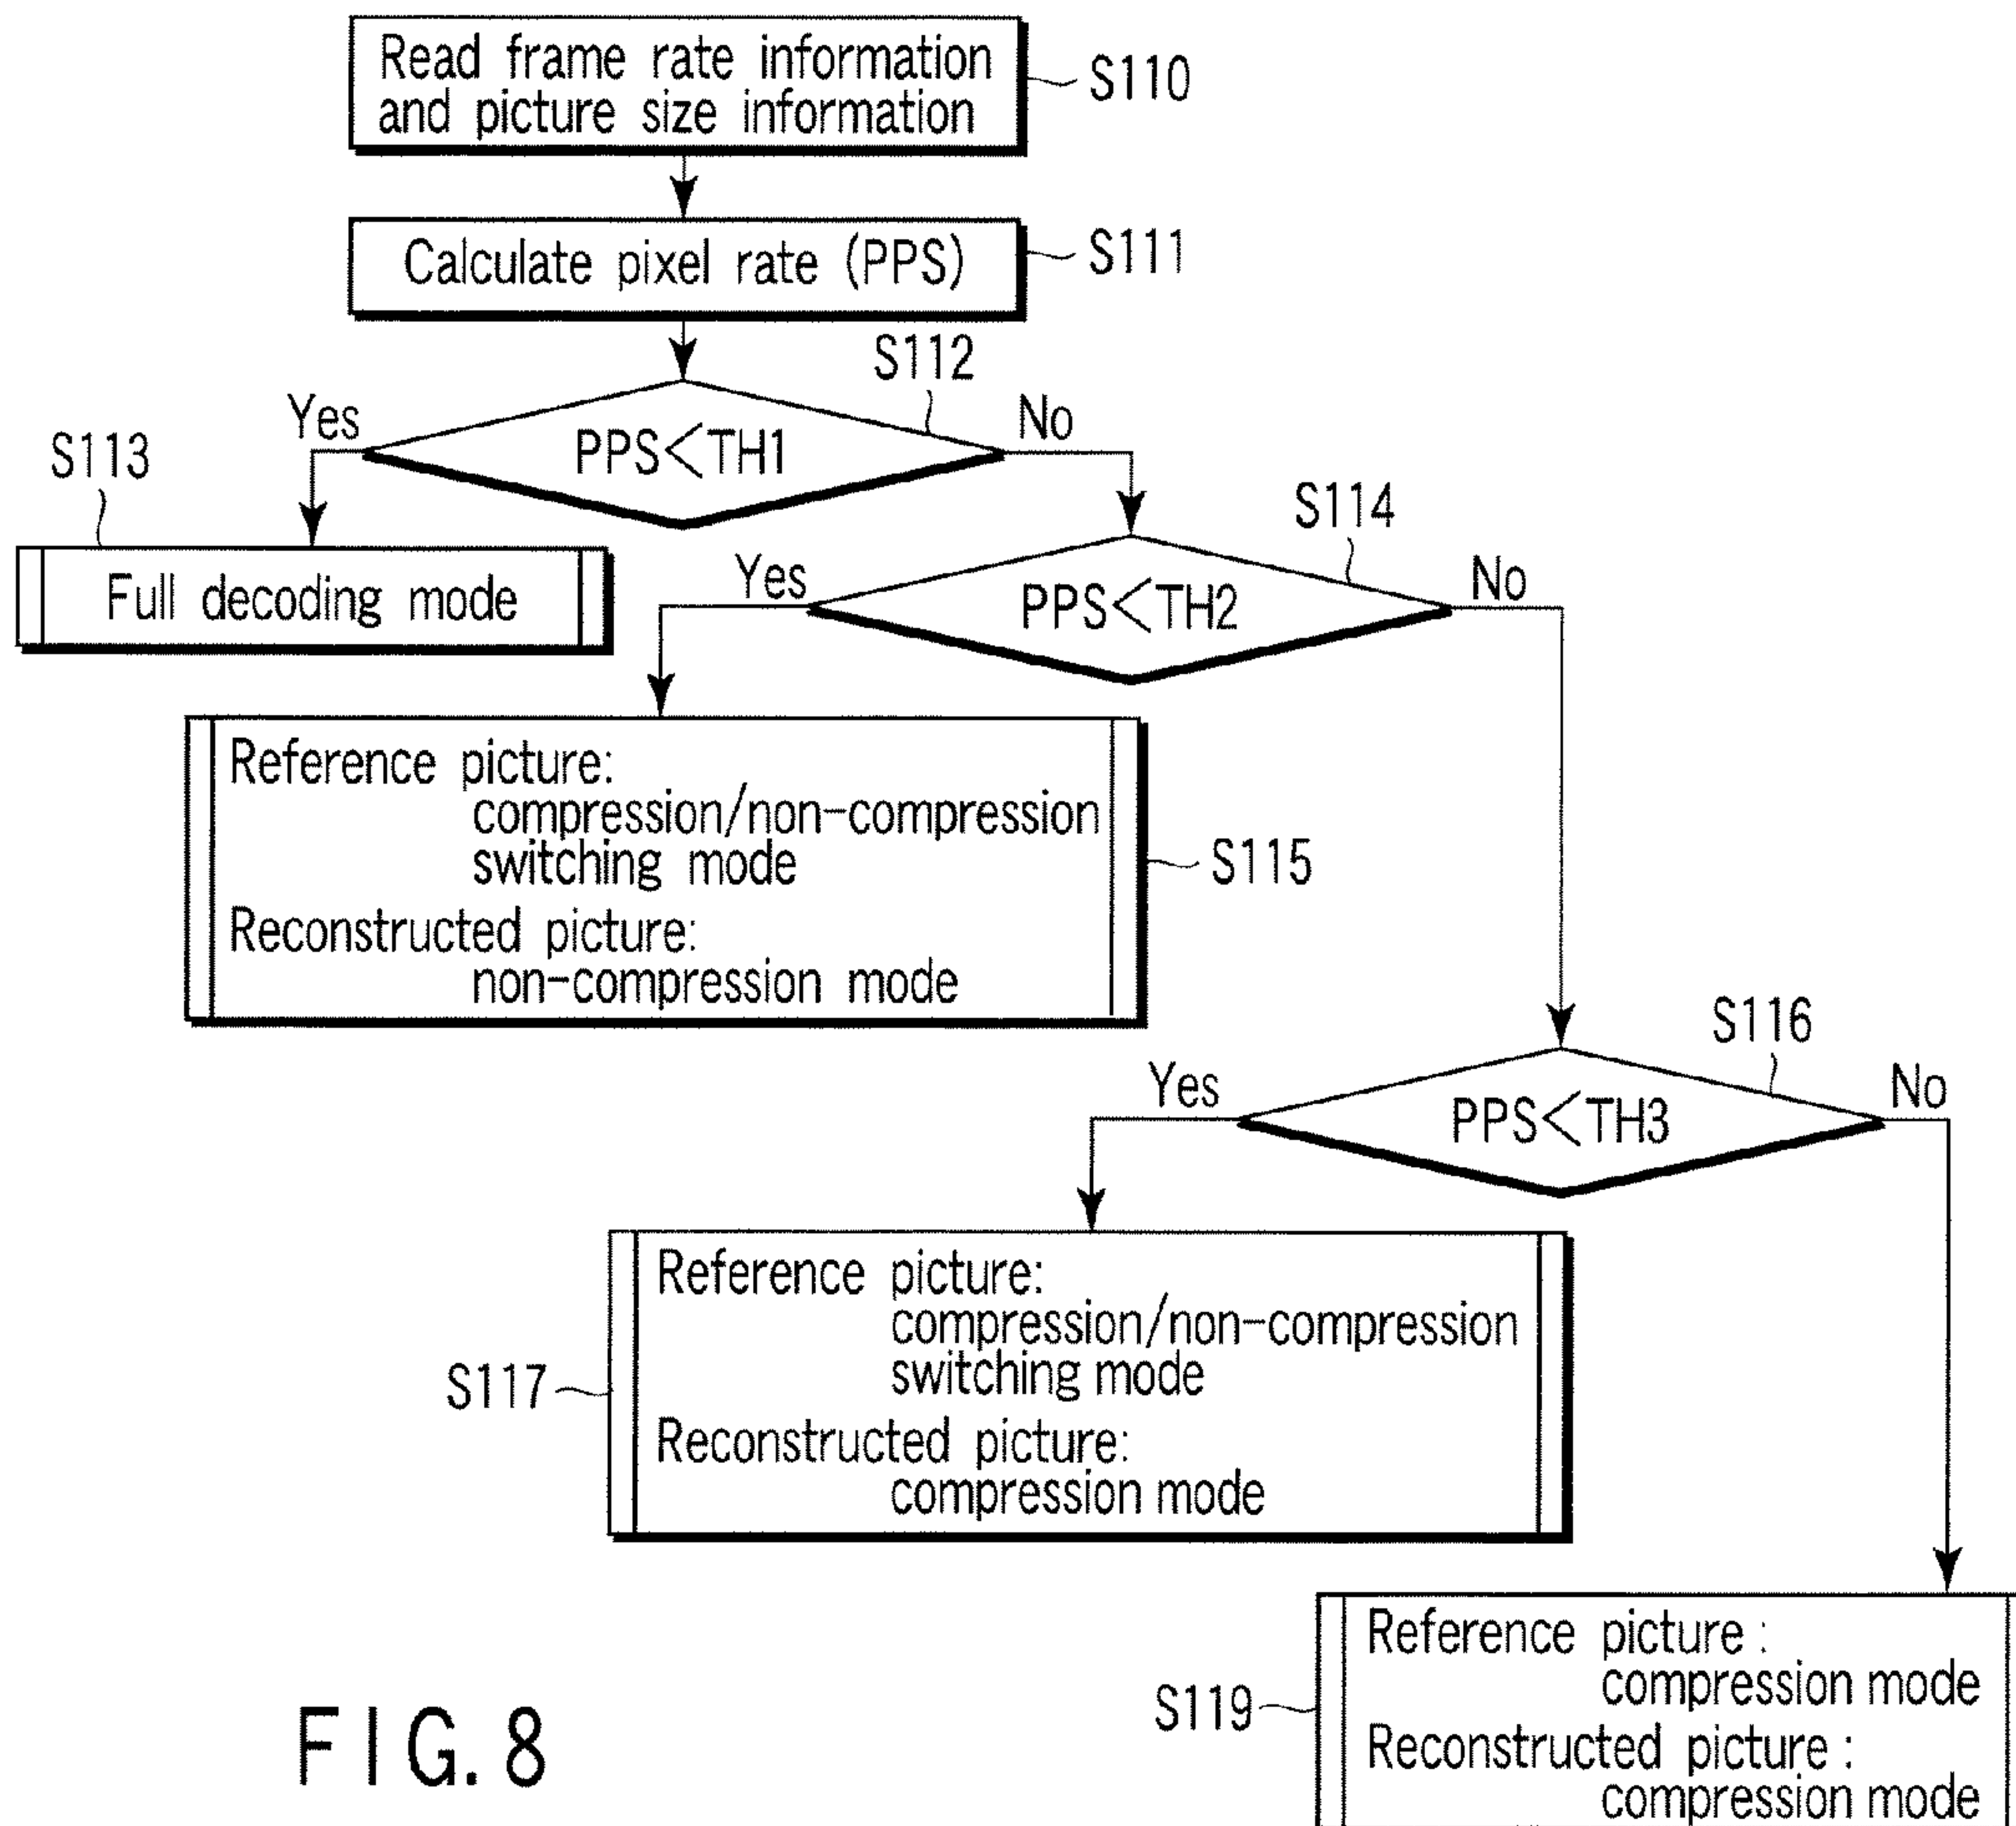 Read frame rate information
and picture size information
S110
Calculate pixel rate (PPS)
S111
S112
Yes
PPS<TH1
No
S113
Full decoding mode
S114
Yes
PPS<TH2
No
Reference picture:
compression/non-compression
switching mode
Reconstructed picture:
non-compression mode
S115
S116
Yes
PPS<TH3
No
Reference picture:
compression/non-compression
switching mode
Reconstructed picture:
compression mode
S117
Reference picture :
compression mode
Reconstructed picture :
compression mode
S119
FIG. 8